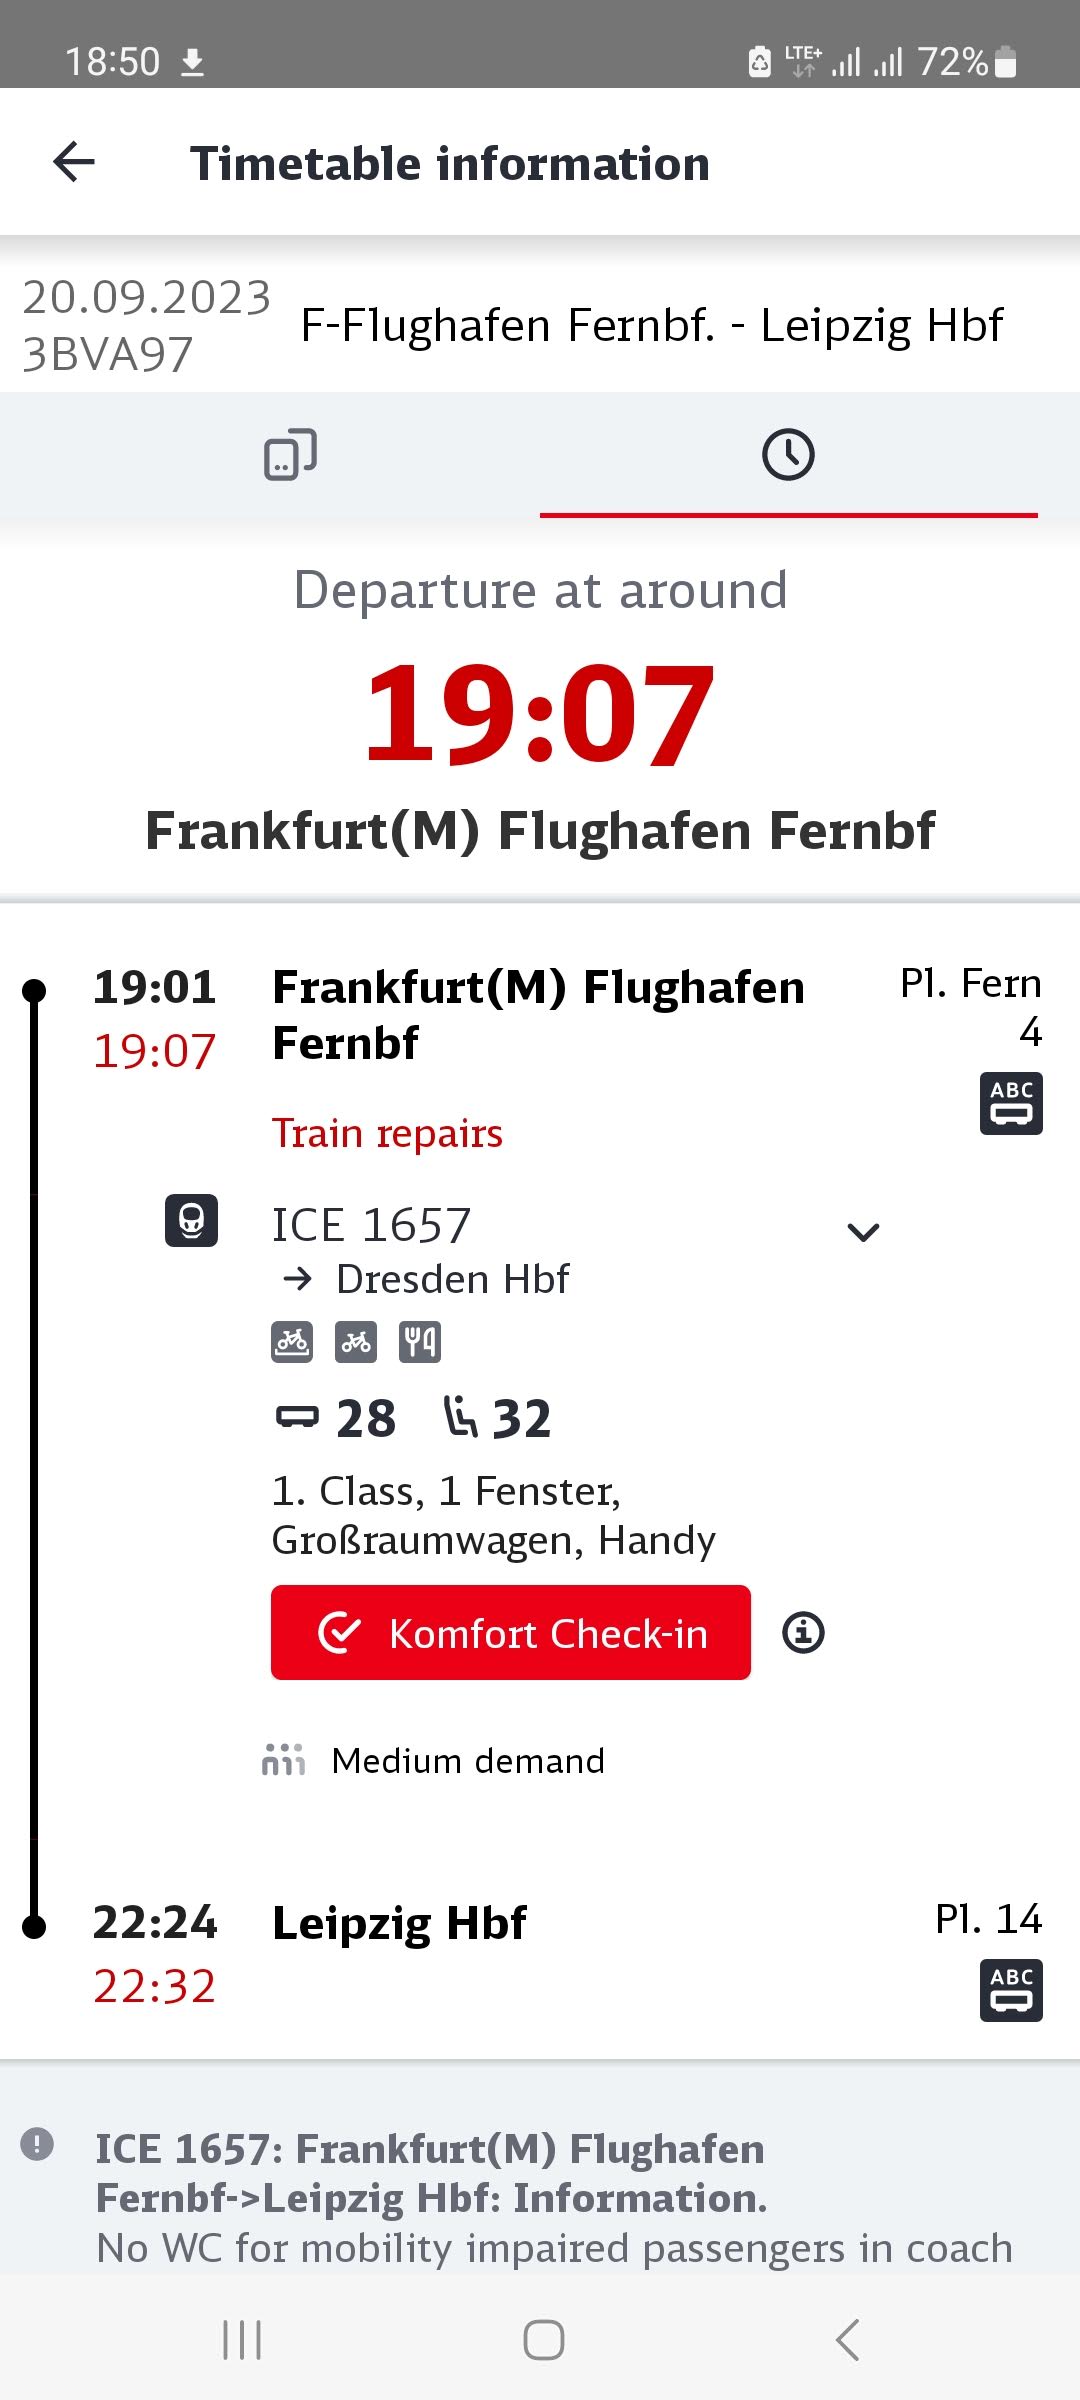 18:50
LTE+ 72%
Timetable information
20.09.2023
3BVA97
F-Flughafen Fernbf. - Leipzig Hbf
Departure at around
19:07
Frankfurt(M) Flughafen Fernbf
19:01 Frankfurt(M) Flughafen Pl. Fern
19:07 Fernbf 4
ABC
Train repairs
ICE 1657
→ Dresden Hbf
28 32
1. Class, 1 Fenster,
Großraumwagen, Handy
Komfort Check-in
Medium demand
22:24 Leipzig Hbf Pl. 14
22:32
ABC
ICE 1657: Frankfurt(M) Flughafen
Fernbf->Leipzig Hbf: Information.
No WC for mobility impaired passengers in coach